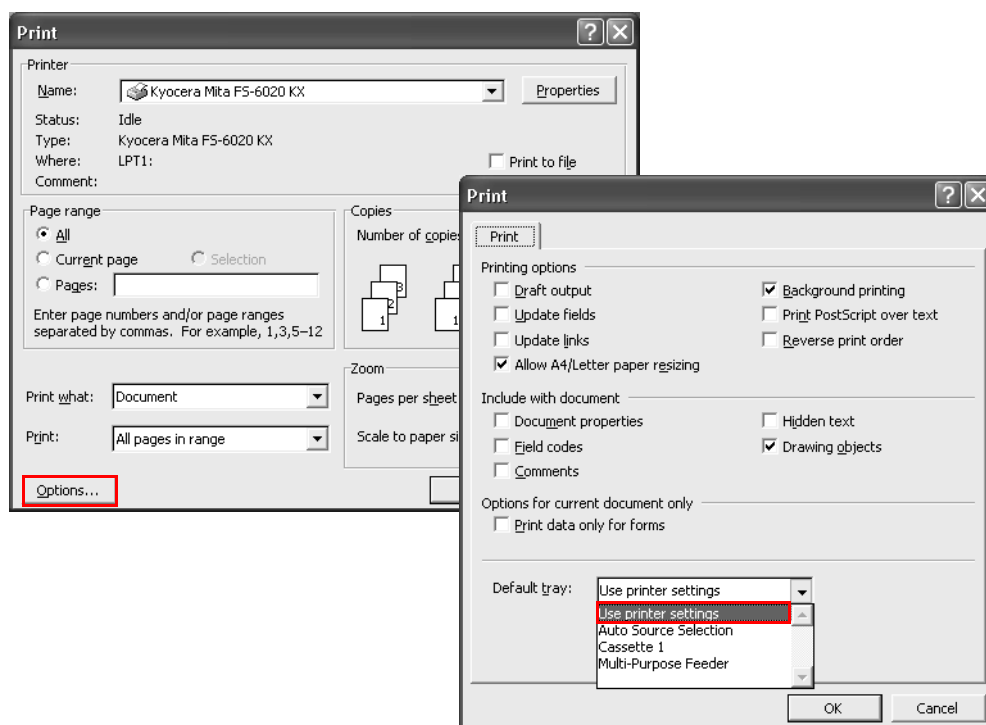 Print
Printer
Name: Kyocera Mita FS-6020 KX Properties
Status: Idle
Type: Kyocera Mita FS-6020 KX
Where: LPT1: Print to file
Comment:
Page range
All
Current page Selection
Pages:
Enter page numbers and/or page ranges
separated by commas. For example, 1,3,5–12
Copies
Number of copies
3
2
1
1
Print what: Document
Print: All pages in range
Zoom
Pages per sheet
Scale to paper si
Options...
Print
Print
Printing options
Draft output Background printing
Update fields Print PostScript over text
Update links Reverse print order
Allow A4/Letter paper resizing
Include with document
Document properties Hidden text
Field codes Drawing objects
Comments
Options for current document only
Print data only for forms
Default tray: Use printer settings
Use printer settings
Auto Source Selection
Cassette 1
Multi-Purpose Feeder
OK Cancel